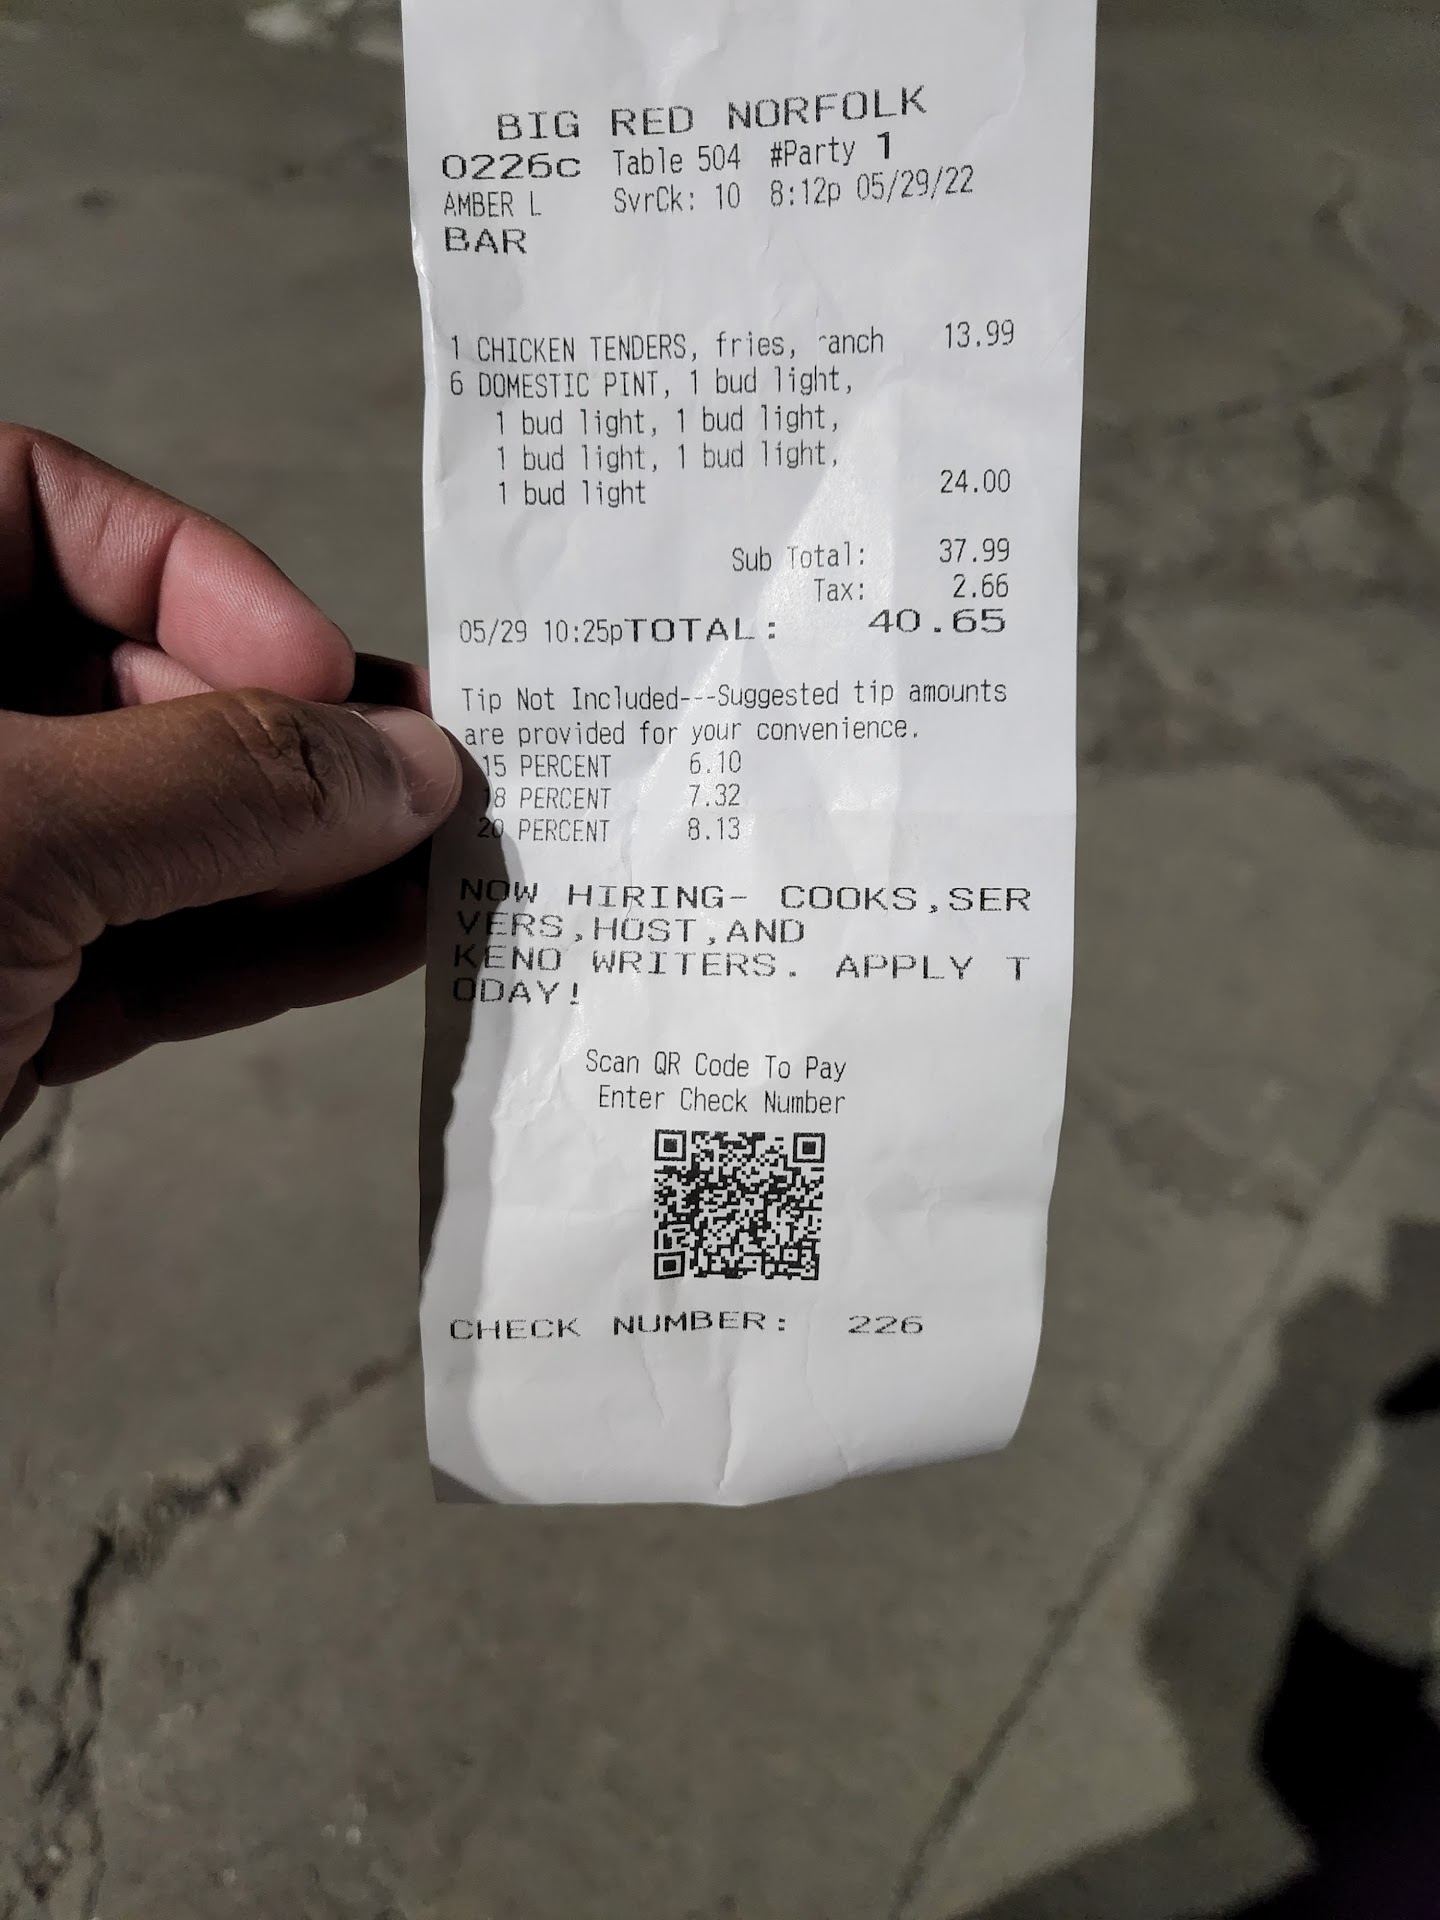 BIG RED NORFOLK
0226c Table 504 #Party 1
AMBER L SvrCk: 10 8:12p 05/29/22
BAR
1 CHICKEN TENDERS, fries, ranch 13.99
6 DOMESTIC PINT, 1 bud light,
1 bud light, 1 bud light,
1 bud light, 1 bud light,
1 bud light 24.00
Sub Total: 37.99
Tax: 2.66
05/29 10:25pTOTAL: 40.65
Tip Not Included---Suggested tip amounts
are provided for your convenience.
15 PERCENT 6.10
18 PERCENT 7.32
20 PERCENT 8.13
NOW HIRING- COOKS,SER
VERS,HOST,AND
KENO WRITERS. APPLY T
ODAY!
Scan QR Code To Pay
Enter Check Number
CHECK NUMBER: 226